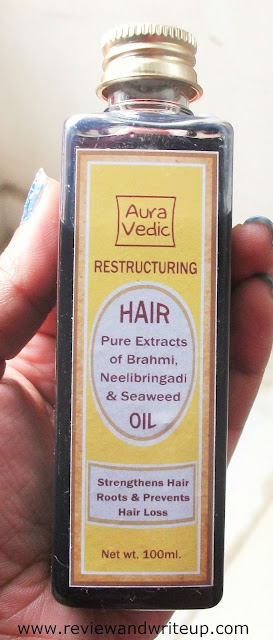 Aura
Vedic
RESTRUCTURING
HAIR
Pure Extracts
of Brahmi,
Neelibringadi
& Seaweed
OIL
Strengthens Hair
Roots & Prevents
Hair Loss
Net wt. 100ml.
www.reviewandwriteup.com